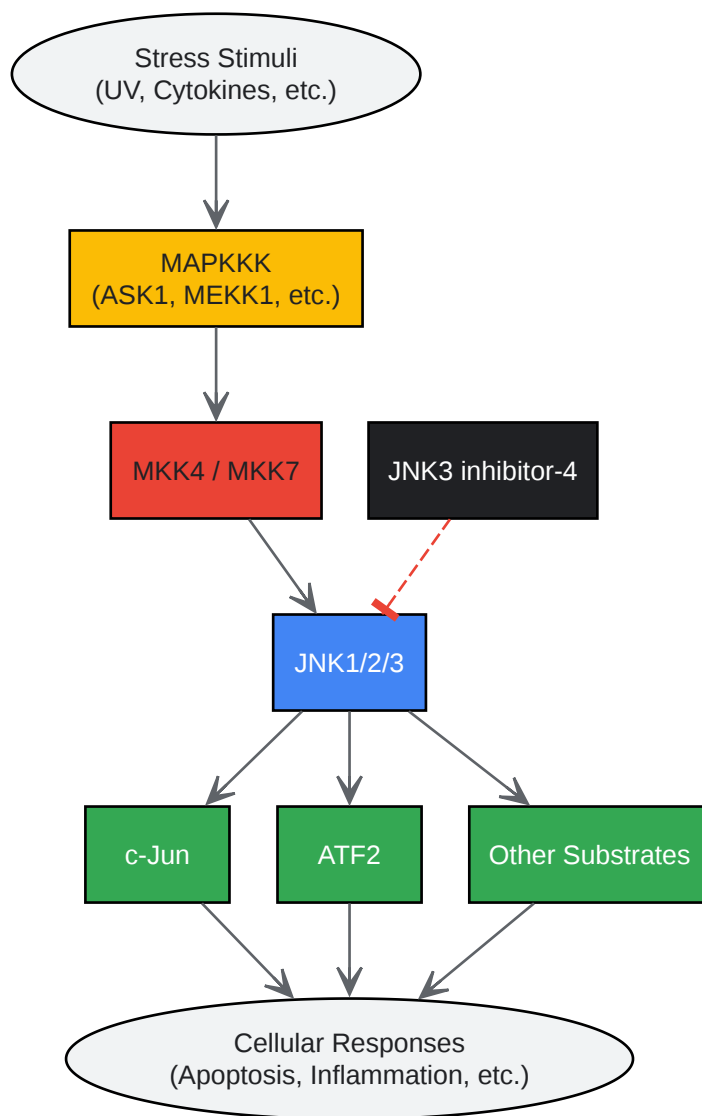 Stress Stimuli
(UV, Cytokines, etc.)
MAPKKK
(ASK1, MEKK1, etc.)
MKK4 / MKK7
JNK3 inhibitor-4
JNK1/2/3
c-Jun
ATF2
Other Substrates
Cellular Responses
(Apoptosis, Inflammation, etc.)